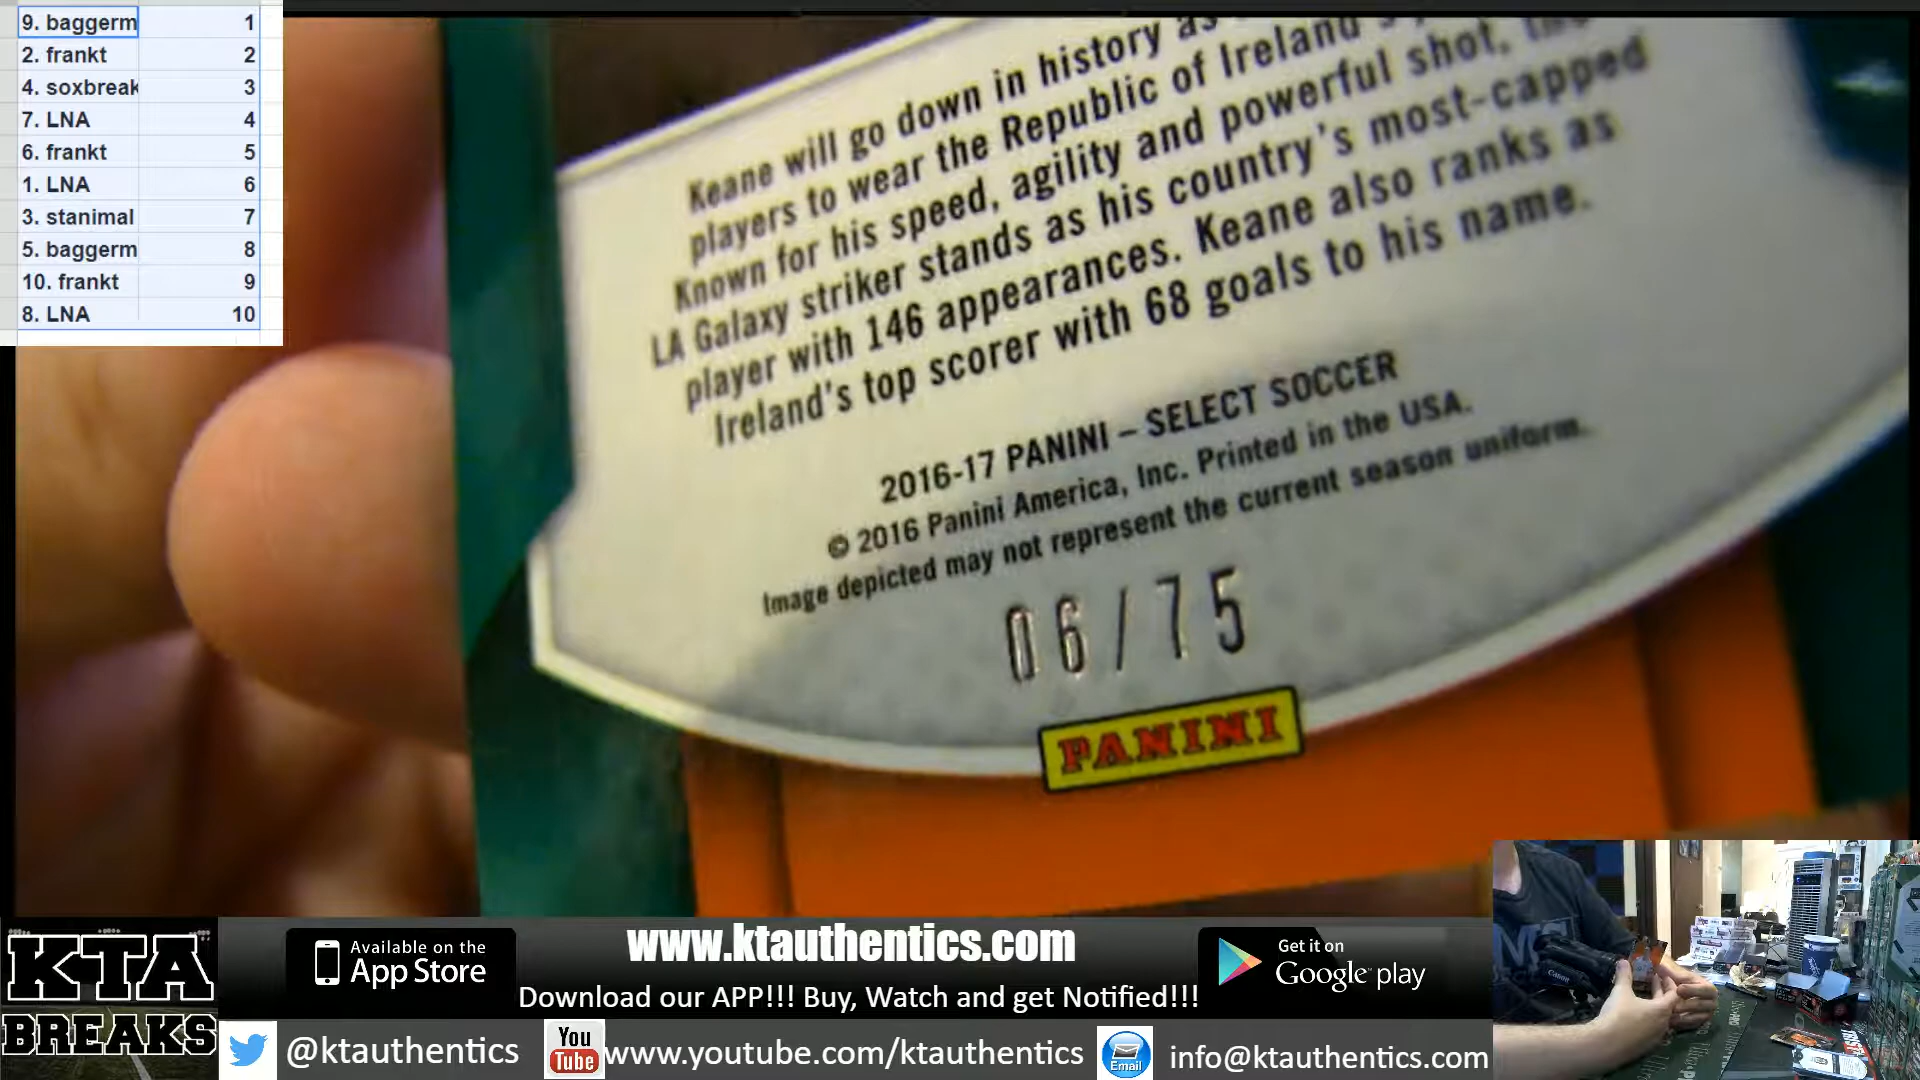 9. baggerm 1
2. frankt 2
4. soxbreak 3
7. LNA 4
6. frankt 5
1. LNA 6
3. stanimal 7
5. baggerm 8
10. frankt 9
8. LNA 10
Keane will go down in history as
players to wear the Republic of Ireland's
Known for his speed, agility and powerful shot,
LA Galaxy striker stands as his country's most-capped
player with 146 appearances. Keane also ranks as
Ireland's top scorer with 68 goals to his name.
2016-17 PANINI – SELECT SOCCER
© 2016 Panini America, Inc. Printed in the USA.
Image depicted may not represent the current season uniform.
06/75
PANINI
KTA
BREAKS
Available on the
App Store
www.ktauthentics.com
Get it on
Google play
Download our APP!!! Buy, Watch and get Notified!!!
@ktauthentics
You
Tube
www.youtube.com/ktauthentics
Email
info@ktauthentics.com
Canon